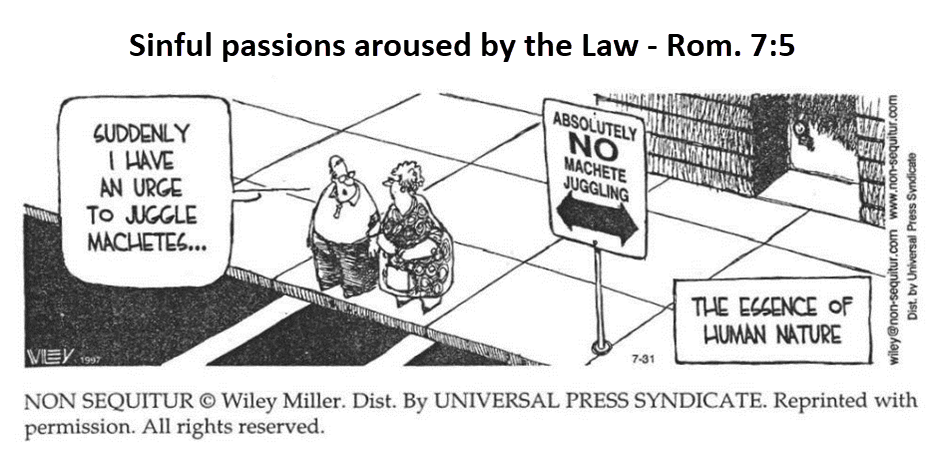 Sinful passions aroused by the Law - Rom. 7:5
SUDDENLY
I HAVE
AN URGE
TO JUGGLE
MACHETES...
ABSOLUTELY
NO
MACHETE
JUGGLING
THE ESSENCE OF
HUMAN NATURE
WILEY 1997
7-31
wiley@non-sequitur.com www.non-sequitur.com
Dist. by Universal Press Syndicate
NON SEQUITUR © Wiley Miller. Dist. By UNIVERSAL PRESS SYNDICATE. Reprinted with
permission. All rights reserved.